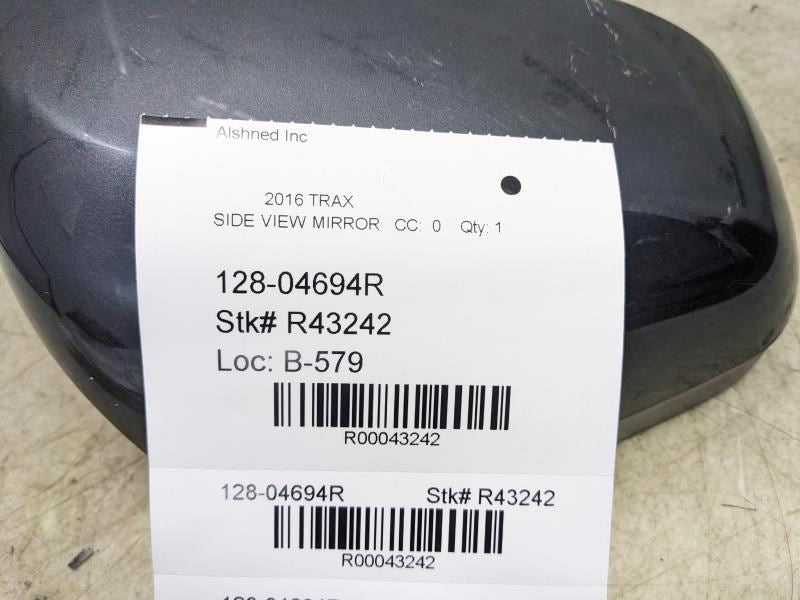 Alshned Inc
2016 TRAX
SIDE VIEW MIRROR CC: 0 Qty: 1
128-04694R
Stk# R43242
Loc: B-579
R00043242
128-04694R Stk# R43242
R00043242